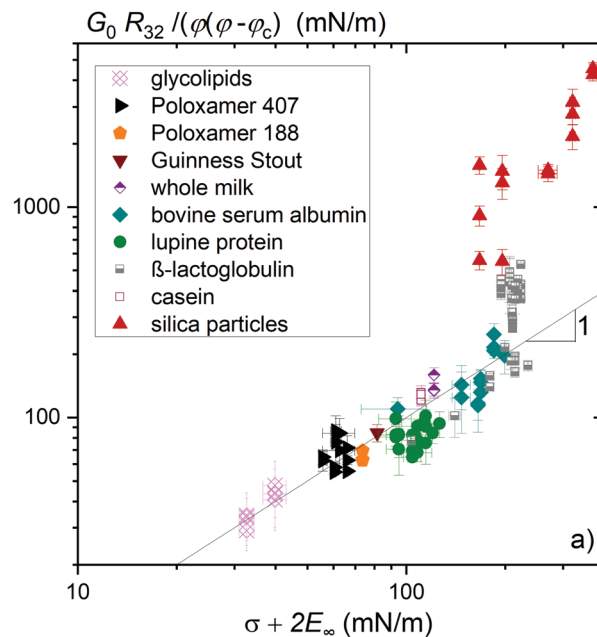 G₀ R₃₂ /(φ(φ-φ_c) (mN/m)
1000
100
glycolipids
Poloxamer 407
Poloxamer 188
Guinness Stout
whole milk
bovine serum albumin
lupine protein
ß-lactoglobulin
casein
silica particles
1
a)
10
100
σ + 2E∞ (mN/m)